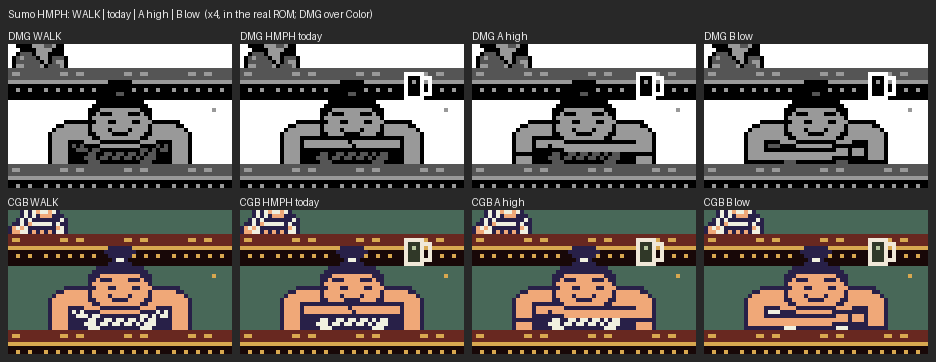 Sumo HMPH: WALK | today | A high | B low (x4, in the real ROM; DMG over Color)
DMG WALK
DMG HMPH today
DMG A high
DMG B low
CGB WALK
CGB HMPH today
CGB A high
CGB B low